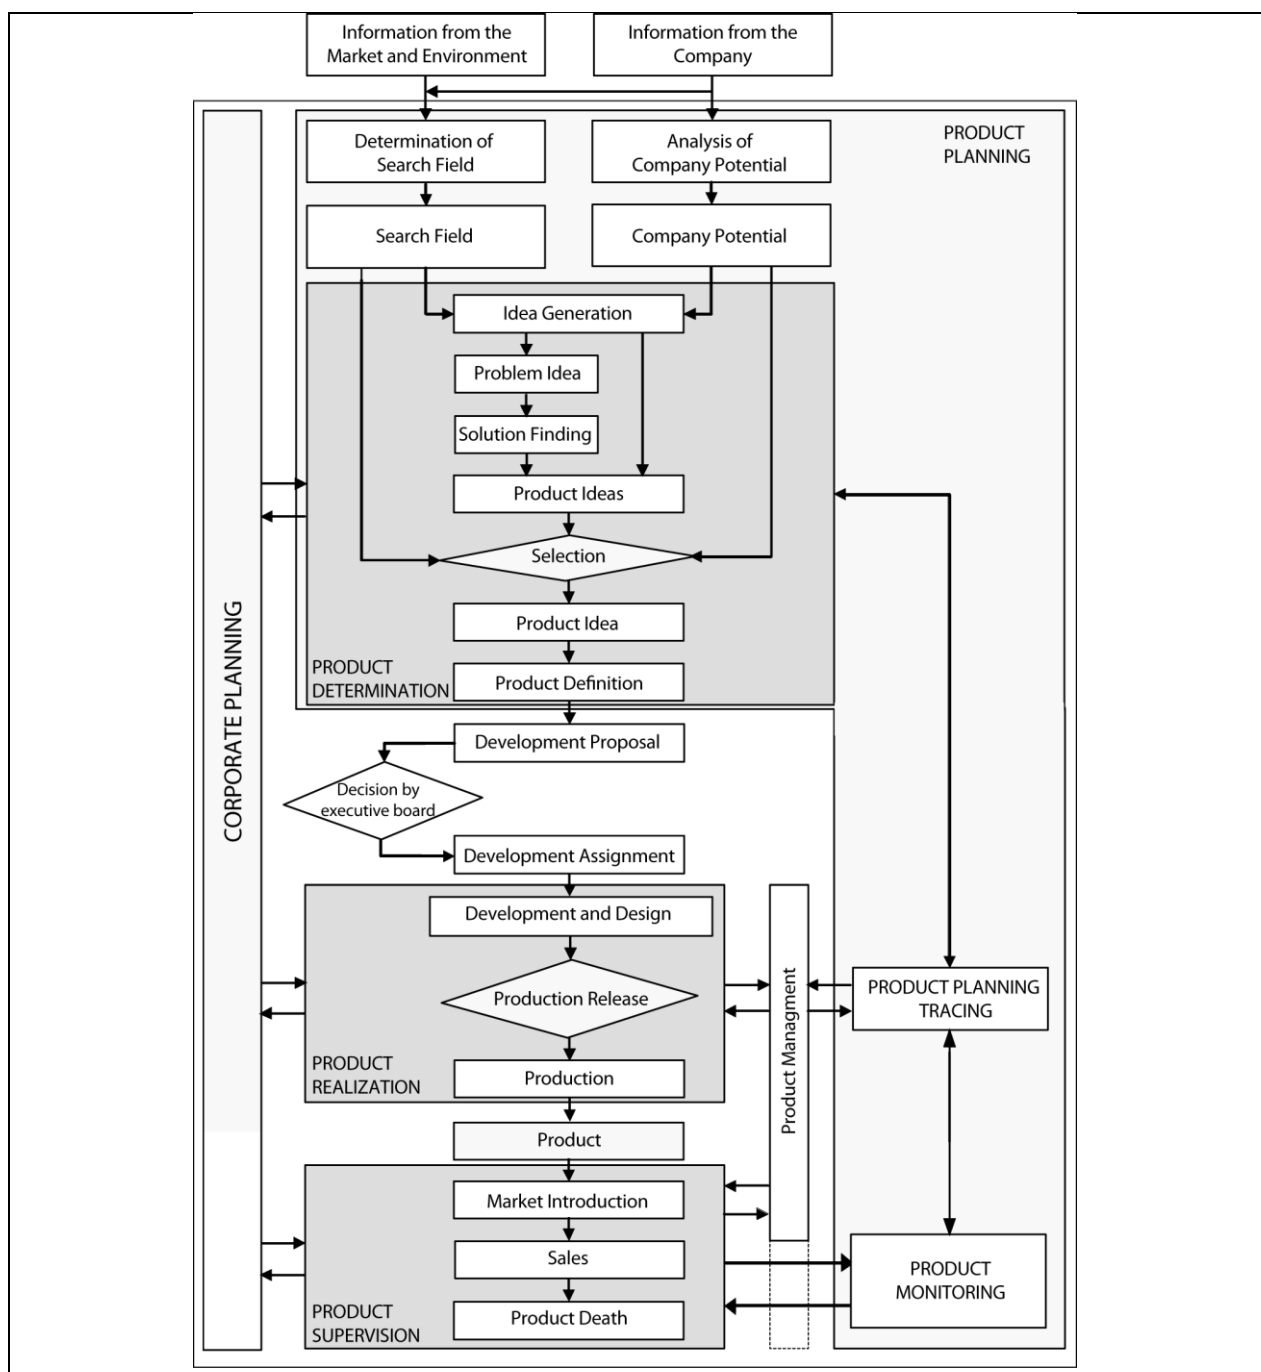 Information from the
Market and Environment
Information from the
Company
PRODUCT
PLANNING
Determination of
Search Field
Analysis of
Company Potential
Search Field
Company Potential
Idea Generation
Problem Idea
Solution Finding
Product Ideas
Selection
Product Idea
PRODUCT
DETERMINATION
Product Definition
Development Proposal
CORPORATE PLANNING
Decision by
executive board
Development Assignment
Development and Design
Production Release
PRODUCT
REALIZATION
Production
Product Managment
PRODUCT PLANNING
TRACING
Product
Market Introduction
Sales
Product Death
PRODUCT
SUPERVISION
PRODUCT
MONITORING